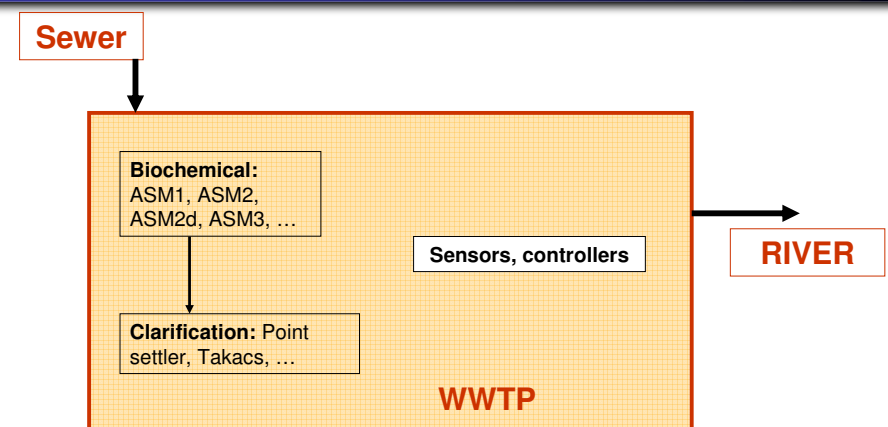 Sewer
Biochemical:
ASM1, ASM2,
ASM2d, ASM3, …
Sensors, controllers
RIVER
Clarification: Point
settler, Takacs, …
WWTP